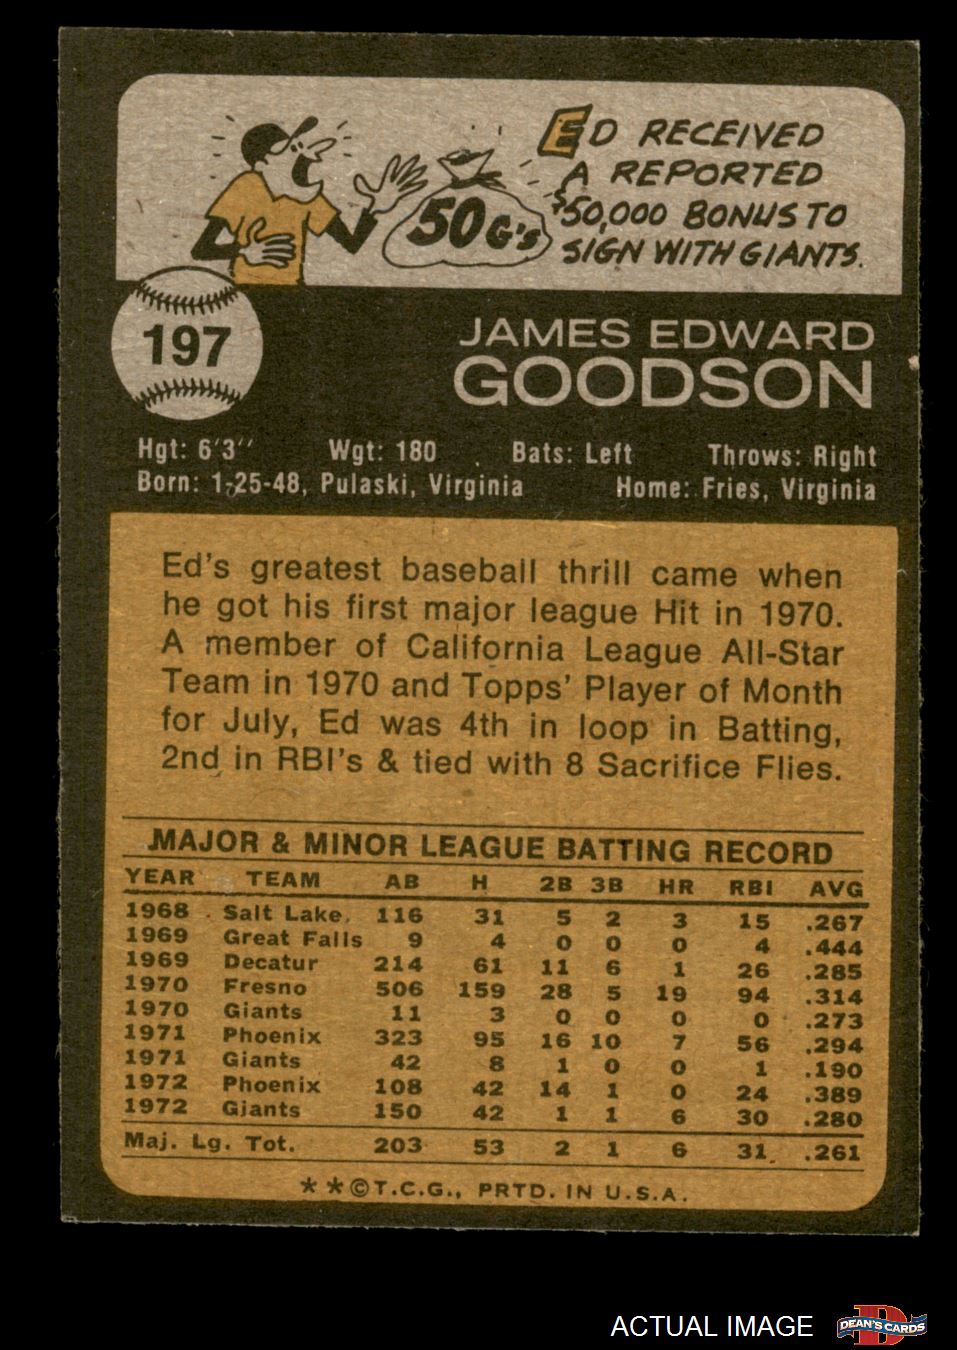 ED RECEIVED
A REPORTED
$50,000 BONUS TO
SIGN WITH GIANTS.
50 G's
197
JAMES EDWARD
GOODSON
Hgt: 6'3" Wgt: 180 Bats: Left Throws: Right
Born: 1-25-48, Pulaski, Virginia Home: Fries, Virginia
Ed's greatest baseball thrill came when
he got his first major league Hit in 1970.
A member of California League All-Star
Team in 1970 and Topps' Player of Month
for July, Ed was 4th in loop in Batting,
2nd in RBI's & tied with 8 Sacrifice Flies.
MAJOR & MINOR LEAGUE BATTING RECORD
YEAR TEAM AB H 2B 3B HR RBI AVG
1968 Salt Lake 116 31 5 2 3 15 .267
1969 Great Falls 9 4 0 0 0 4 .444
1969 Decatur 214 61 11 6 1 26 .285
1970 Fresno 506 159 28 5 19 94 .314
1970 Giants 11 3 0 0 0 0 .273
1971 Phoenix 323 95 16 10 7 56 .294
1971 Giants 42 8 1 0 0 1 .190
1972 Phoenix 108 42 14 1 0 24 .389
1972 Giants 150 42 1 1 6 30 .280
Maj. Lg. Tot. 203 53 2 1 6 31 .261
* * ©T.C.G., PRTD. IN U.S.A.
ACTUAL IMAGE
D
DEAN'S CARDS